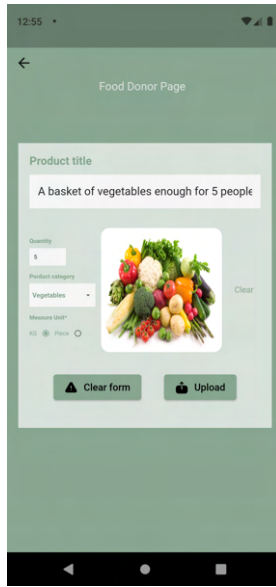 12:55
Food Donor Page
Product title
A basket of vegetables enough for 5 people
Quantity
5
Porduct category
Vegetables
Clear
Measure Unit*
KG Piece
Clear form
Upload